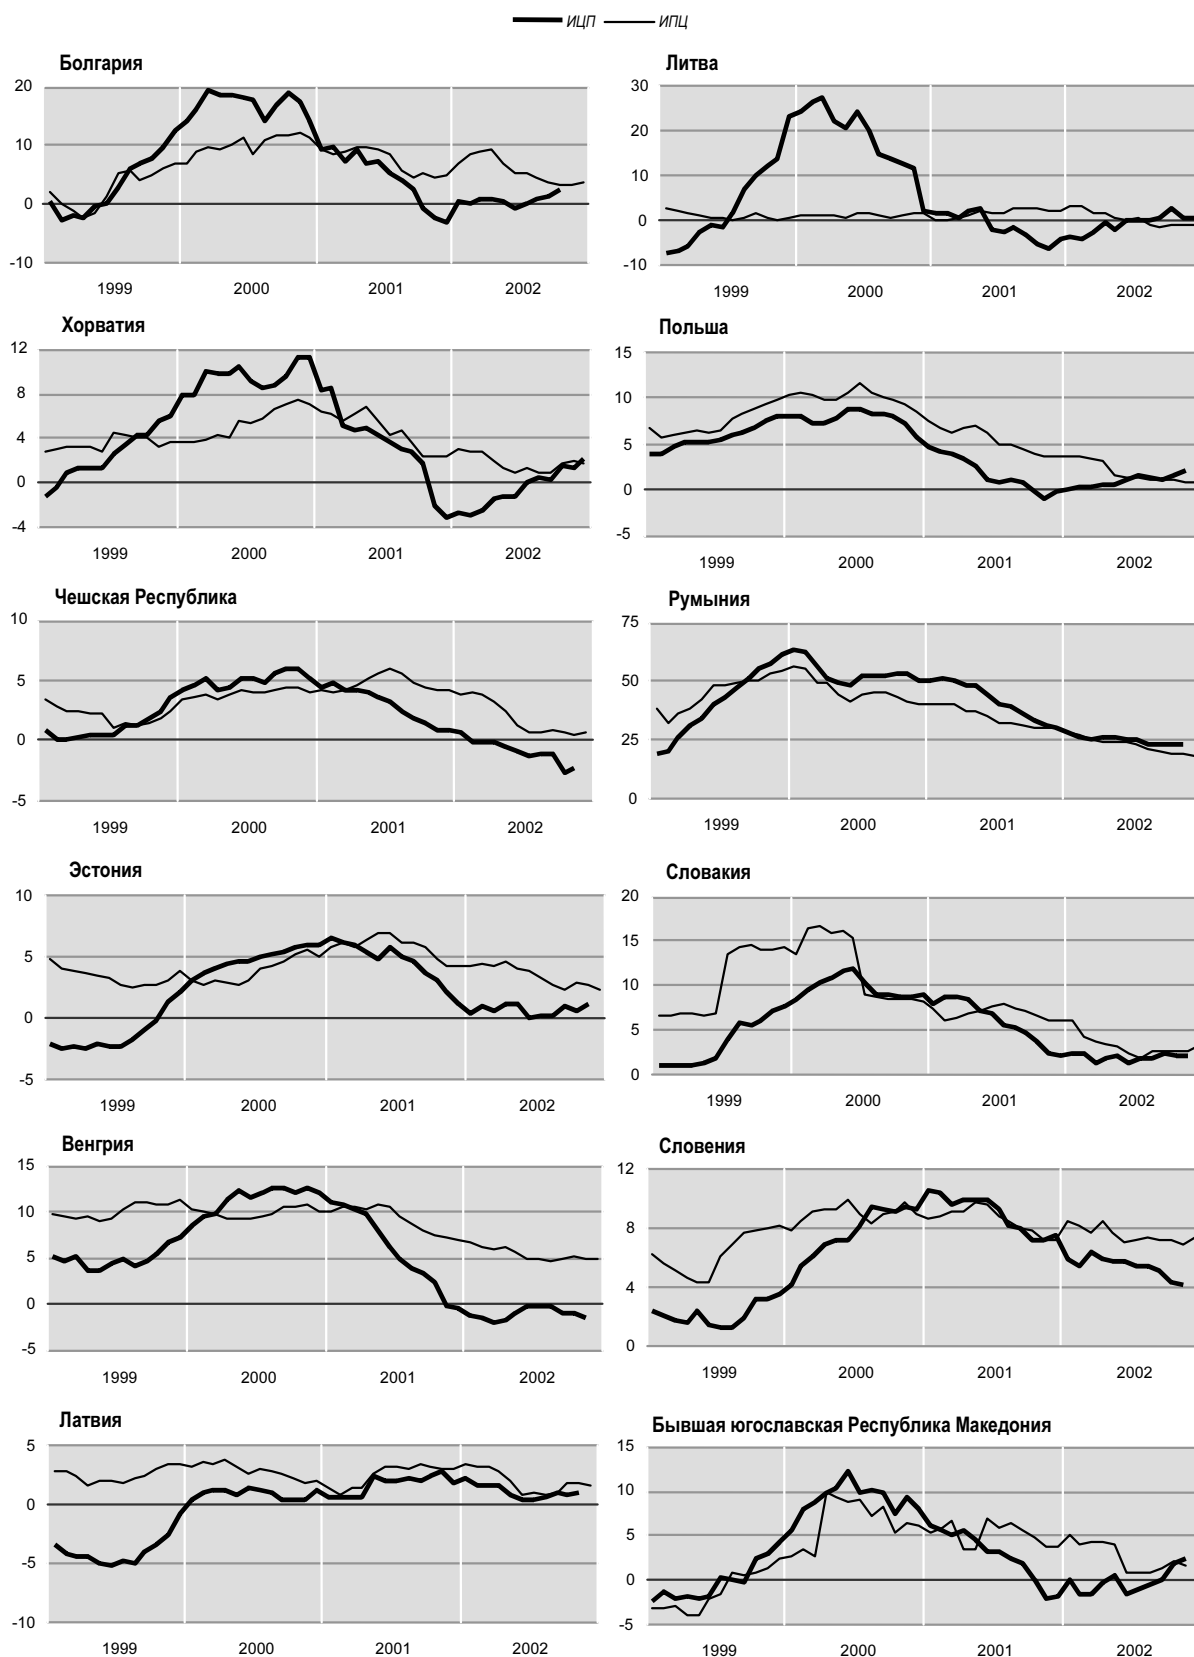 ИЦП ИПЦ
Болгария
20
10
0
-10
1999 2000 2001 2002
Литва
30
20
10
0
-10
1999 2000 2001 2002
Хорватия
12
8
4
0
-4
1999 2000 2001 2002
Польша
15
10
5
0
-5
1999 2000 2001 2002
Чешская Республика
10
5
0
-5
1999 2000 2001 2002
Румыния
75
50
25
0
1999 2000 2001 2002
Эстония
10
5
0
-5
1999 2000 2001 2002
Словакия
20
15
10
5
0
1999 2000 2001 2002
Венгрия
15
10
5
0
-5
1999 2000 2001 2002
Словения
12
8
4
0
1999 2000 2001 2002
Латвия
5
0
-5
-10
1999 2000 2001 2002
Бывшая югославская Республика Македония
15
10
5
0
-5
1999 2000 2001 2002